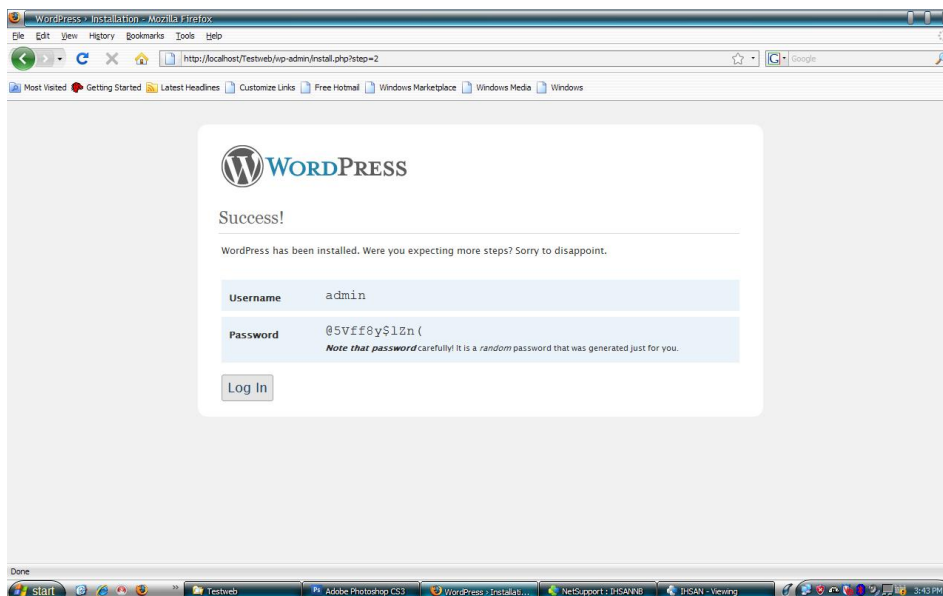 WordPress › Installation - Mozilla Firefox
File Edit View History Bookmarks Tools Help
http://localhost/Testweb/wp-admin/install.php?step=2
G Google
Most Visited Getting Started Latest Headlines Customize Links Free Hotmail Windows Marketplace Windows Media Windows
WORDPRESS
Success!
WordPress has been installed. Were you expecting more steps? Sorry to disappoint.
Username admin
Password @5Vff8y$lZn(
Note that password carefully! It is a random password that was generated just for you.
Log In
Done
start » Testweb Ps Adobe Photoshop CS3 WordPress › Installati... NetSupport : IHSANNB IHSAN - Viewing 3:43 PM